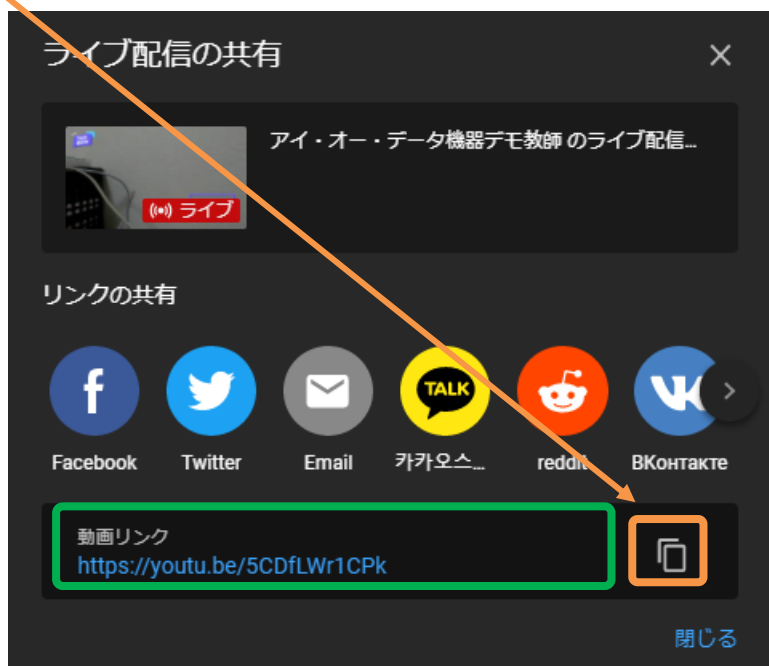 ライブ配信の共有
アイ・オー・データ機器デモ教師 のライブ配信...
ライブ
リンクの共有
f
TALK
Facebook
Twitter
Email
카카오스...
reddit
ВКонтакте
動画リンク
https://youtu.be/5CDfLWr1CPk
閉じる